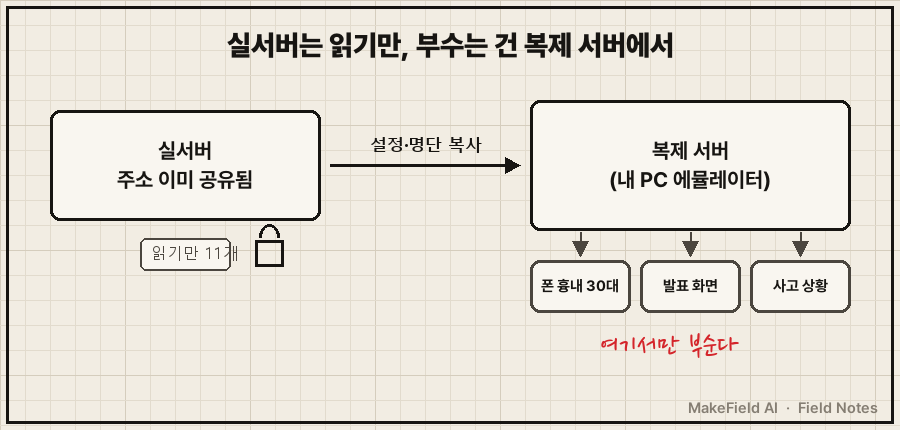 실서버는 읽기만, 부수는 건 복제 서버에서
실서버
주소 이미 공유됨
설정·명단 복사
복제 서버
(내 PC 에뮬레이터)
읽기만 11개
폰 흉내 30대
발표 화면
사고 상황
여기서만 부순다
MakeField AI · Field Notes